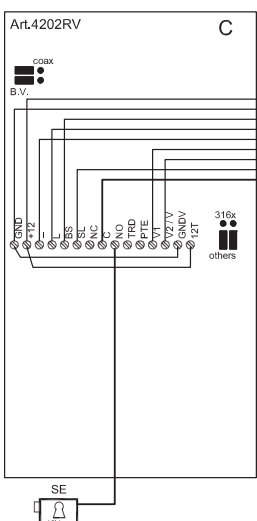 Art.4202RV
C
coax
B.V.
GND
+12
–
L
BS
SL
NC
C
NO
TRD
PTE
V1
V2 / V
GNDV
12T
316x
others
SE